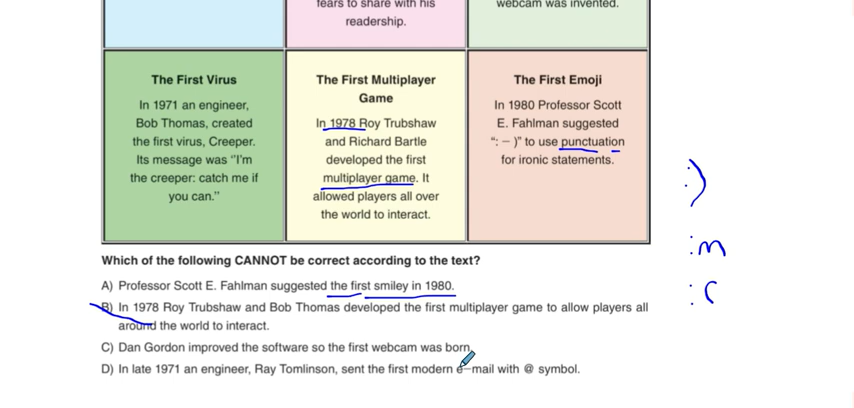 fears to share with his
readership.
webcam was invented.
The First Virus
In 1971 an engineer,
Bob Thomas, created
the first virus, Creeper.
Its message was "I'm
the creeper: catch me if
you can."
The First Multiplayer
Game
In 1978 Roy Trubshaw
and Richard Bartle
developed the first
multiplayer game. It
allowed players all over
the world to interact.
The First Emoji
In 1980 Professor Scott
E. Fahlman suggested
": – )" to use punctuation
for ironic statements.
:)
:m
:(
Which of the following CANNOT be correct according to the text?
A) Professor Scott E. Fahlman suggested the first smiley in 1980.
B) In 1978 Roy Trubshaw and Bob Thomas developed the first multiplayer game to allow players all
around the world to interact.
C) Dan Gordon improved the software so the first webcam was born.
D) In late 1971 an engineer, Ray Tomlinson, sent the first modern e-mail with @ symbol.